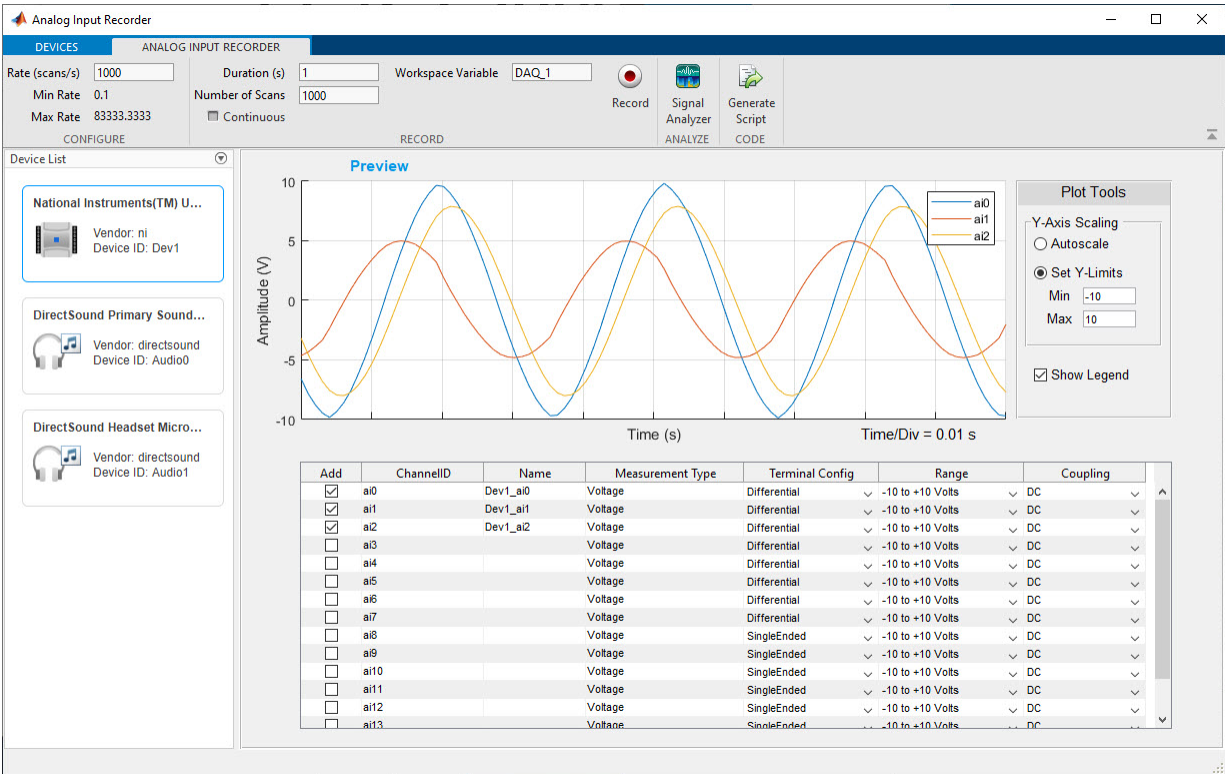 Analog Input Recorder
DEVICES ANALOG INPUT RECORDER
Rate (scans/s) 1000 Duration (s) 1 Workspace Variable DAQ_1
Min Rate 0.1 Number of Scans 1000
Max Rate 83333.3333 Continuous
Record Signal Analyzer Generate Script
CONFIGURE RECORD ANALYZE CODE
Device List
National Instruments(TM) U...
Vendor: ni
Device ID: Dev1
DirectSound Primary Sound...
Vendor: directsound
Device ID: Audio0
DirectSound Headset Micro...
Vendor: directsound
Device ID: Audio1
Preview
10
5
0
-5
-10
Amplitude (V)
ai0
ai1
ai2
Time (s) Time/Div = 0.01 s
Plot Tools
Y-Axis Scaling
Autoscale
Set Y-Limits
Min -10
Max 10
Show Legend
Add ChannelID Name Measurement Type Terminal Config Range Coupling
ai0 Dev1_ai0 Voltage Differential -10 to +10 Volts DC
ai1 Dev1_ai1 Voltage Differential -10 to +10 Volts DC
ai2 Dev1_ai2 Voltage Differential -10 to +10 Volts DC
ai3 Voltage Differential -10 to +10 Volts DC
ai4 Voltage Differential -10 to +10 Volts DC
ai5 Voltage Differential -10 to +10 Volts DC
ai6 Voltage Differential -10 to +10 Volts DC
ai7 Voltage Differential -10 to +10 Volts DC
ai8 Voltage SingleEnded -10 to +10 Volts DC
ai9 Voltage SingleEnded -10 to +10 Volts DC
ai10 Voltage SingleEnded -10 to +10 Volts DC
ai11 Voltage SingleEnded -10 to +10 Volts DC
ai12 Voltage SingleEnded -10 to +10 Volts DC
ai13 Voltage SingleEnded -10 to +10 Volts DC